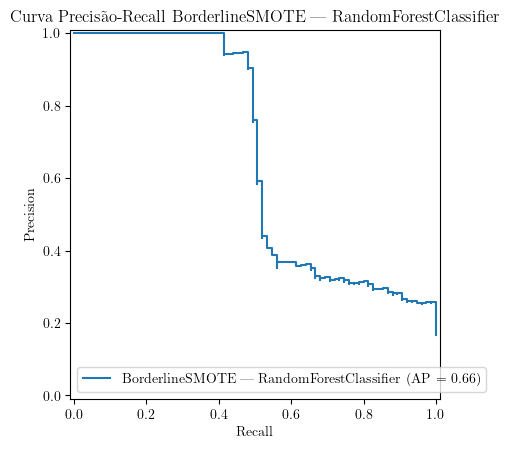 Curva Precisão-Recall BorderlineSMOTE — RandomForestClassifier
1.0
0.8
0.6
0.4
0.2
0.0
Precision
BorderlineSMOTE — RandomForestClassifier (AP = 0.66)
0.0 0.2 0.4 0.6 0.8 1.0
Recall